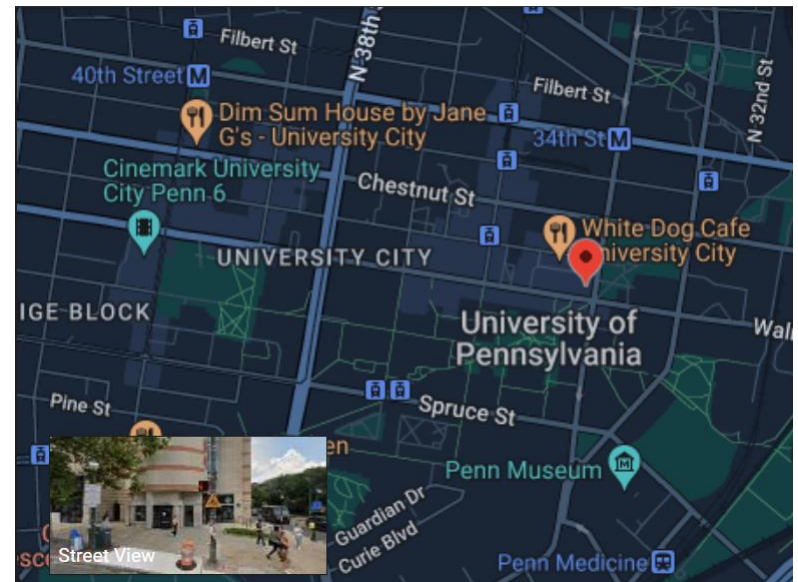 Filbert St
N 38th St
40th Street M
Filbert St
N 32nd St
Dim Sum House by Jane
G's - University City
34th St M
Cinemark University
City Penn 6
Chestnut St
White Dog Cafe
University City
UNIVERSITY CITY
IGE BLOCK
University of
Pennsylvania
Wal
Pine St
Spruce St
en
Penn Museum
Guardian Dr
Curie Blvd
Street View
Penn Medicine